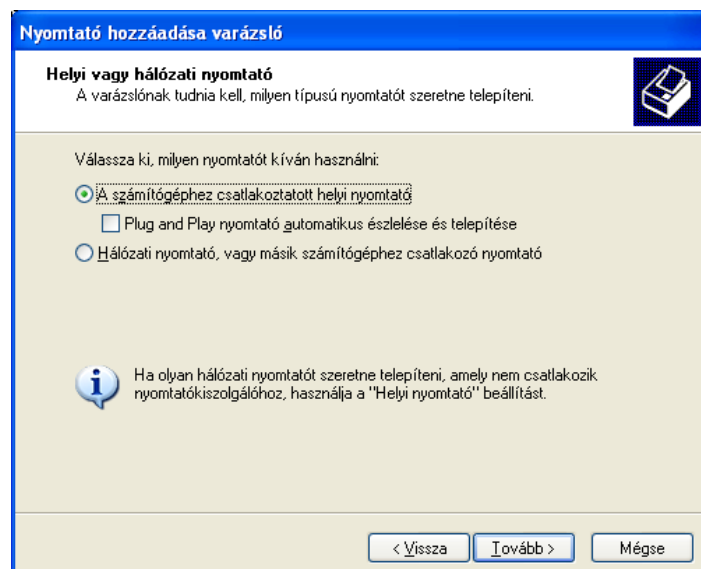 Nyomtató hozzáadása varázsló
Helyi vagy hálózati nyomtató
A varázslónak tudnia kell, milyen típusú nyomtatót szeretne telepíteni.
Válassza ki, milyen nyomtatót kíván használni:
A számítógéphez csatlakoztatott helyi nyomtató
Plug and Play nyomtató automatikus észlelése és telepítése
Hálózati nyomtató, vagy másik számítógéphez csatlakozó nyomtató
Ha olyan hálózati nyomtatót szeretne telepíteni, amely nem csatlakozik
nyomtatókiszolgálóhoz, használja a "Helyi nyomtató" beállítást.
< Vissza Tovább > Mégse